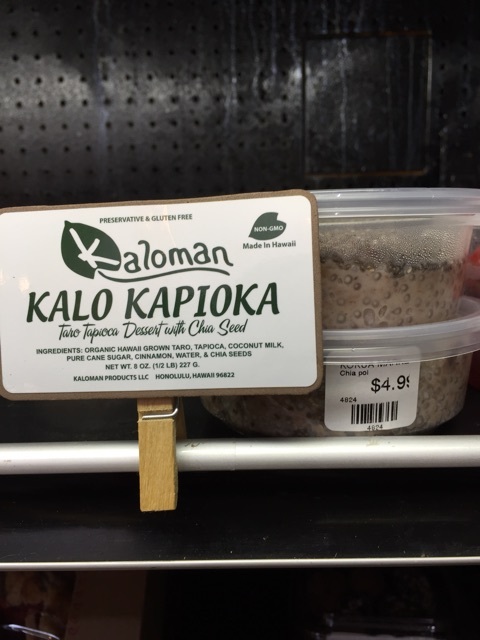 PRESERVATIVE & GLUTEN FREE
NON-GMO
Made In Hawaii
Kaloman
KALO KAPIOKA
Taro Tapioca Dessert with Chia Seed
INGREDIENTS: ORGANIC HAWAII GROWN TARO, TAPIOCA, COCONUT MILK,
PURE CANE SUGAR, CINNAMON, WATER, & CHIA SEEDS
NET WT. 8 OZ. (1/2 LB) 227 G.
KALOMAN PRODUCTS LLC HONOLULU, HAWAII 96822
Chia poi
$4.99
4824
4824